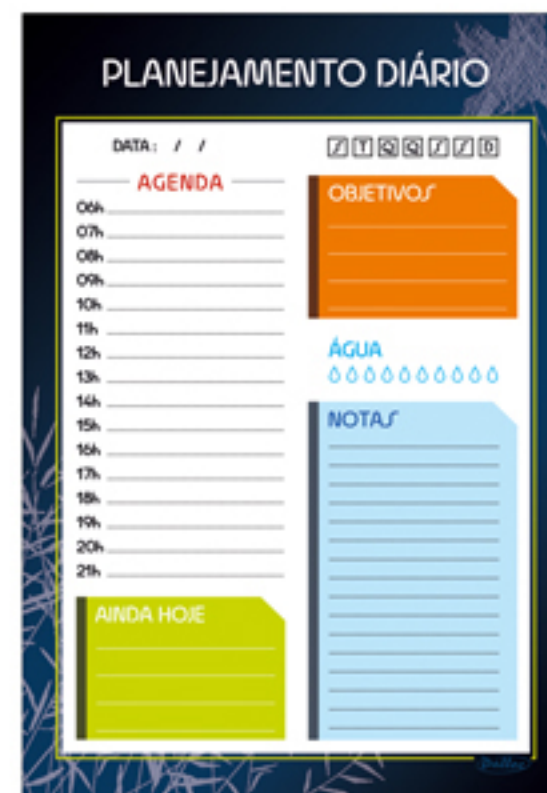 PLANEJAMENTO DIÁRIO
DATA: / /
S T Q Q S S D
AGENDA
06h
07h
08h
09h
10h
11h
12h
13h
14h
15h
16h
17h
18h
19h
20h
21h
AINDA HOJE
OBJETIVOS
ÁGUA
NOTAS